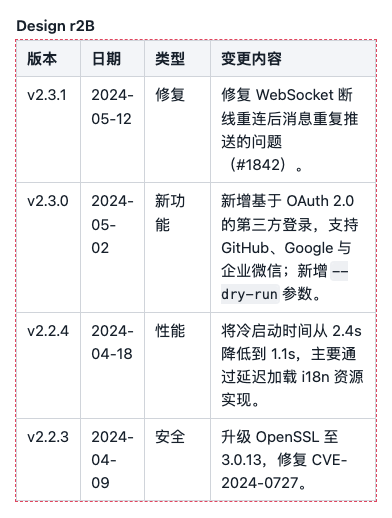 Design r2B
版本 日期 类型 变更内容
v2.3.1 2024- 修复 修复 WebSocket 断
05-12 线重连后消息重复推
送的问题
（#1842）。
v2.3.0 2024- 新功 新增基于 OAuth 2.0
05- 能 的第三方登录，支持
02 GitHub、Google 与
企业微信；新增 --
dry-run 参数。
v2.2.4 2024- 性能 将冷启动时间从 2.4s
04-18 降低到 1.1s，主要通
过延迟加载 i18n 资源
实现。
v2.2.3 2024- 安全 升级 OpenSSL 至
04- 3.0.13，修复 CVE-
09 2024-0727。